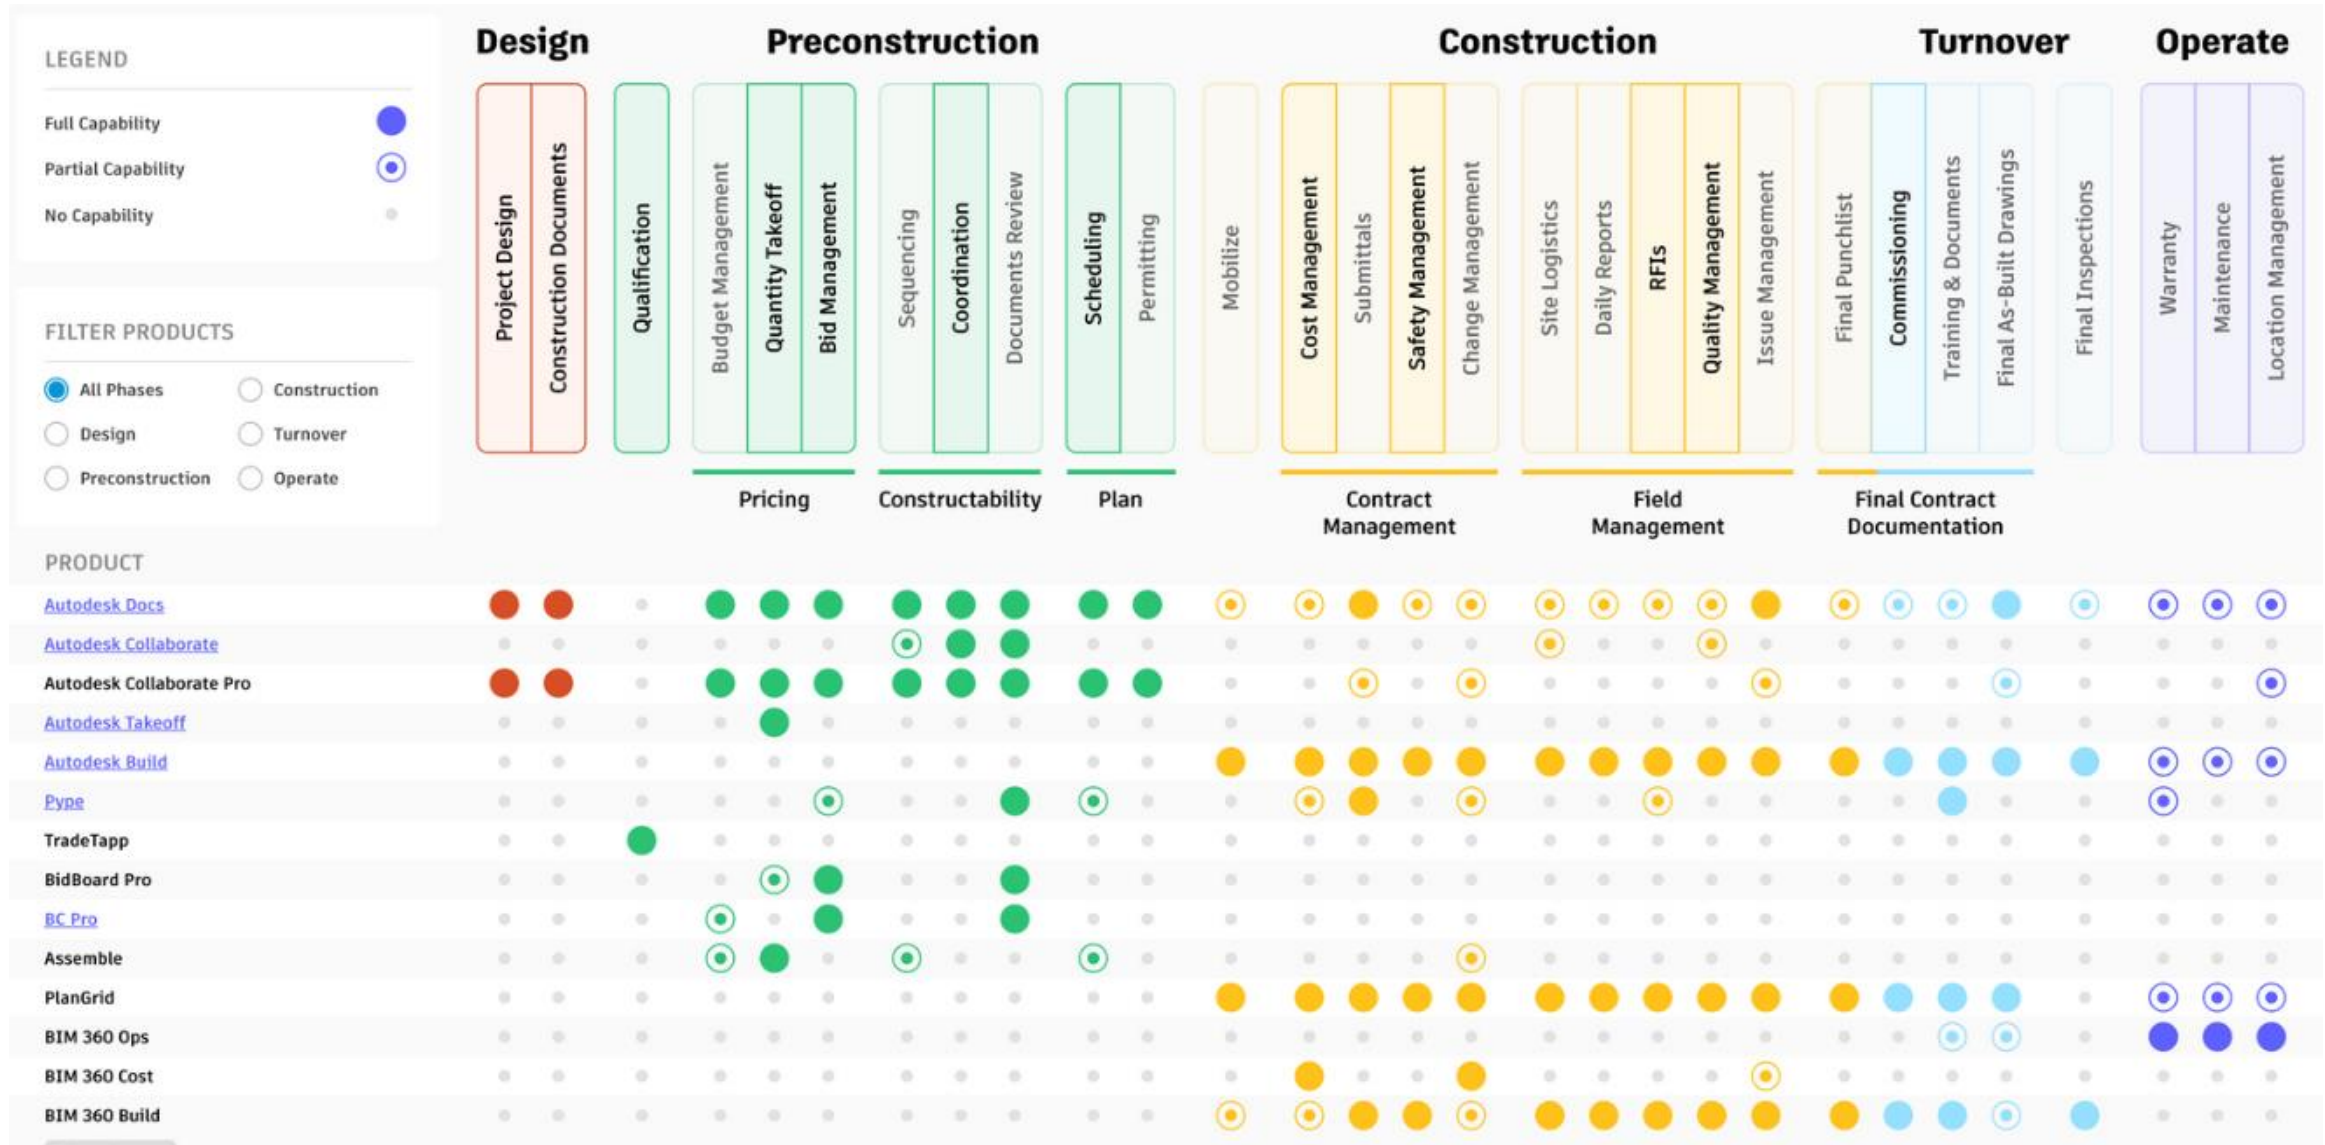 Design
Preconstruction
Construction
Turnover
Operate
LEGEND
Full Capability
Partial Capability
No Capability
FILTER PRODUCTS
All Phases
Construction
Design
Turnover
Preconstruction
Operate
Project Design
Construction Documents
Qualification
Budget Management
Quantity Takeoff
Bid Management
Sequencing
Coordination
Documents Review
Scheduling
Permitting
Mobilize
Cost Management
Submittals
Safety Management
Change Management
Site Logistics
Daily Reports
RFIs
Quality Management
Issue Management
Final Punchlist
Commissioning
Training & Documents
Final As-Built Drawings
Final Inspections
Warranty
Maintenance
Location Management
Pricing
Constructability
Plan
Contract
Management
Field
Management
Final Contract
Documentation
PRODUCT
Autodesk Docs
Autodesk Collaborate
Autodesk Collaborate Pro
Autodesk Takeoff
Autodesk Build
Pype
TradeTapp
BidBoard Pro
BC Pro
Assemble
PlanGrid
BIM 360 Ops
BIM 360 Cost
BIM 360 Build